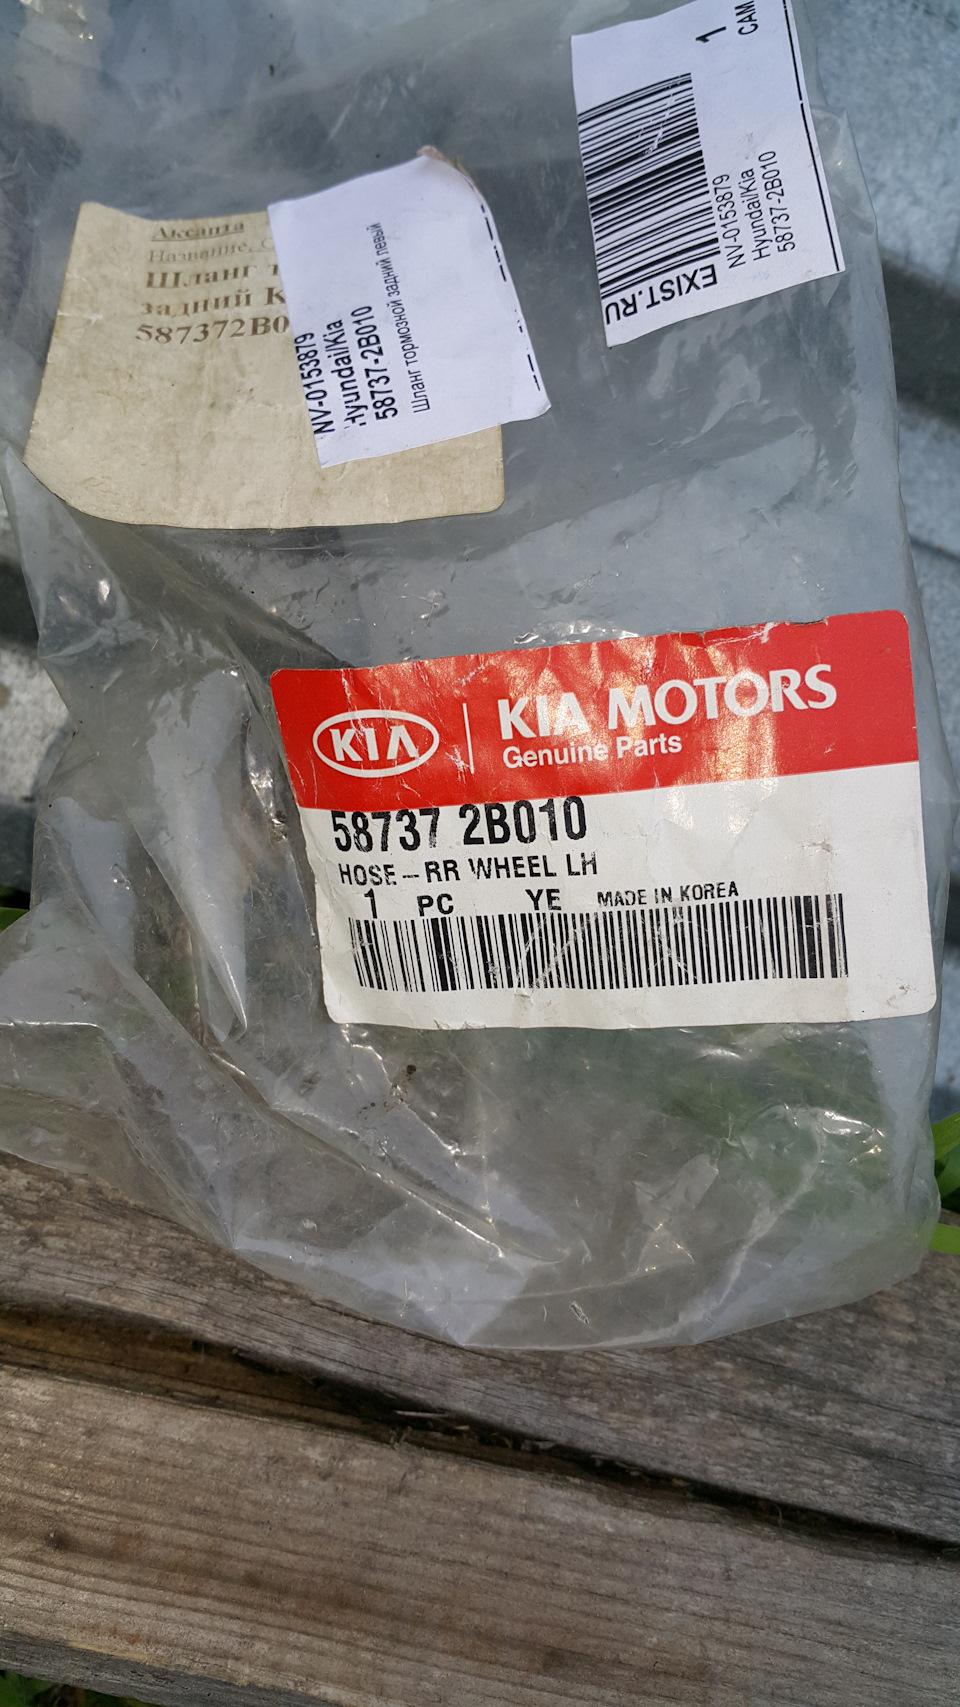 1
САМ
EXIST.RU
NV-0153879
Hyundai/Kia
58737-2B010
Аксанта
Название,
Шланг
задний
587372B0
NV-0153879
Hyundai/Kia
58737-2B010
Шланг тормозной задний левый
KIA
KIA MOTORS
Genuine Parts
58737 2B010
HOSE-RR WHEEL LH
1 PC YE MADE IN KOREA